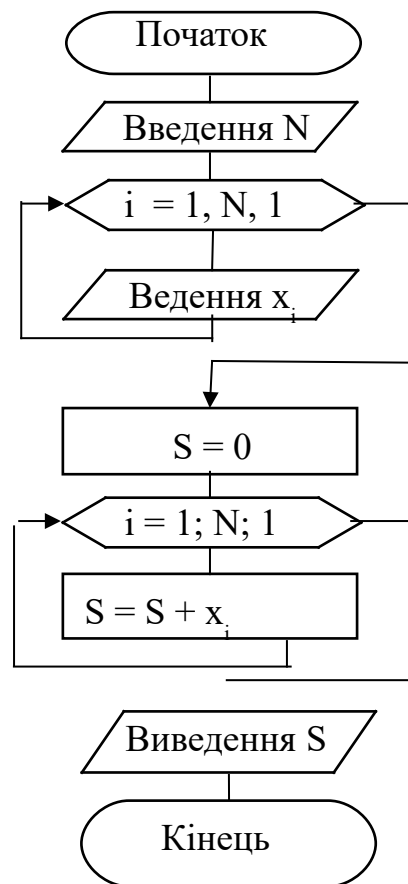 Початок
Введення N
i = 1, N, 1
Ведення xᵢ
S = 0
i = 1; N; 1
S = S + xᵢ
Виведення S
Кінець